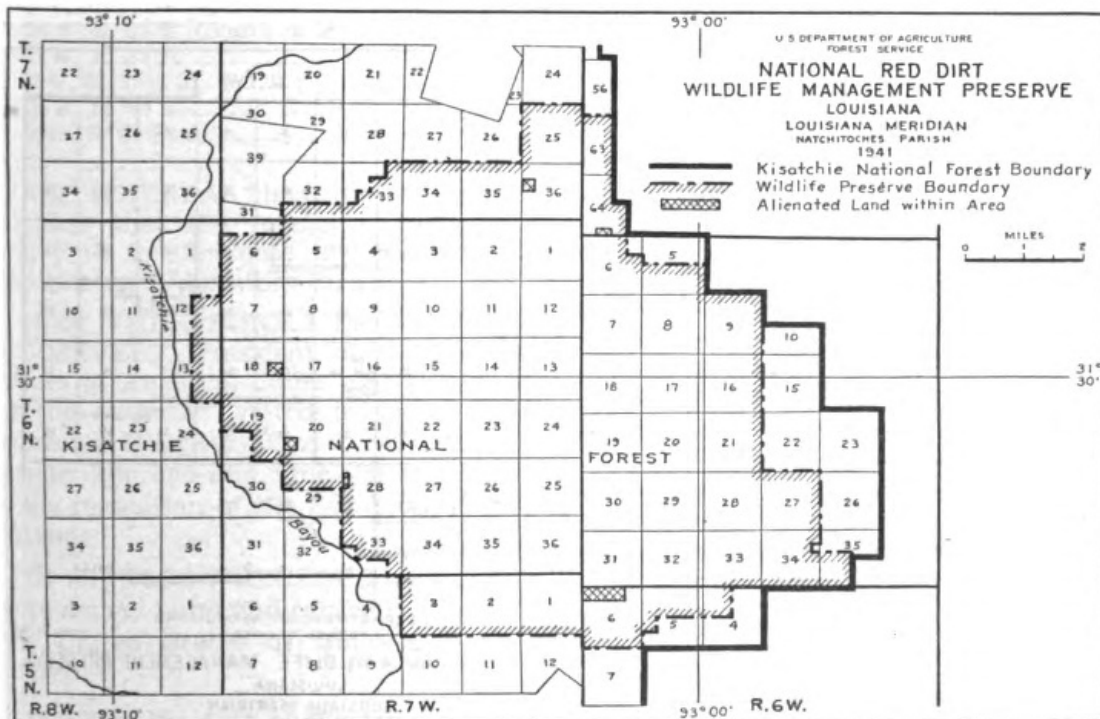 93° 10'
93° 00'
U S DEPARTMENT OF AGRICULTURE
FOREST SERVICE
NATIONAL RED DIRT
WILDLIFE MANAGEMENT PRESERVE
LOUISIANA
LOUISIANA MERIDIAN
NATCHITOCHES PARISH
1941
Kisatchie National Forest Boundary
Wildlife Preserve Boundary
Alienated Land within Area
MILES
0 1 2
T.
7
N.
22 23 24 19 20 21 22 24 56
23
30 29
27 26 25 28 27 26 25 63
39
34 35 36 32 33 34 35 36 64
31
3 2 1 6 5 4 3 2 1 6 5
Kisatchie
10 11 12 7 8 9 10 11 12 7 8 9 10
31°
30'
15 14 13 18 17 16 15 14 13 18 17 16 15
31°
30'
T.
6
N.
22 23 24 19 20 21 22 23 24 19 20 21 22 23
KISATCHIE NATIONAL FOREST
27 26 25 30 29 28 27 26 25 30 29 28 27 26
Bayou
34 35 36 31 32 33 34 35 36 31 32 33 34 35
3 2 1 6 5 4 3 2 1 6 5 4
T.
5
N.
10 11 12 7 8 9 10 11 12 7
R.8W. 93°10' R.7W. 93°00' R.6W.